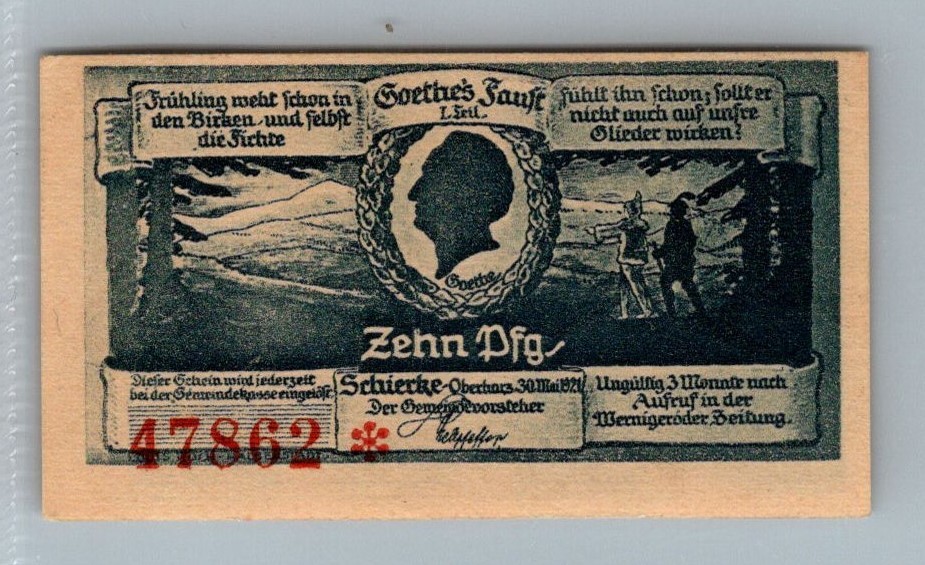 Frühling weht schon in
den Birken und selbst
die Fichte
Goethe's Faust
I. Teil.
fühlt ihn schon; sollt er
nicht auch auf unsre
Glieder wirken?
Goethe
Zehn Pfg.
Dieser Schein wird jederzeit
bei der Gemeindekasse eingelöst.
47862 *
Schierke-Oberharz. 30. Mai 1921
Der Gemeindevorsteher
Ungültig 3 Monate nach
Aufruf in der
Wernigeröder Zeitung.